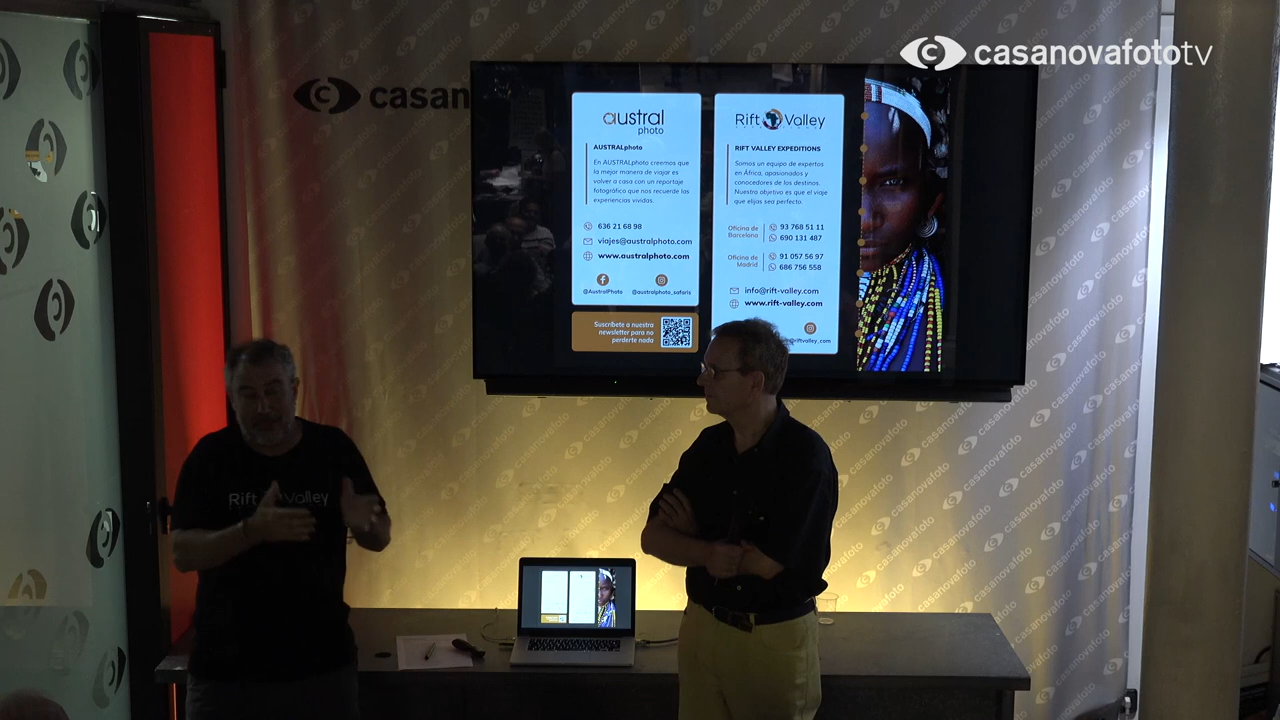 casanovafototv
casan
austral
photo
AUSTRALphoto
En AUSTRALphoto creemos que
la mejor manera de viajar es
volver a casa con un reportaje
fotográfico que nos recuerde las
experiencias vividas.
636 21 68 98
viajes@australphoto.com
www.australphoto.com
@AustralPhoto @australphoto_safaris
Suscríbete a nuestra
newsletter para no
perderte nada
Rift Valley
RIFT VALLEY EXPEDITIONS
Somos un equipo de expertos
en África, apasionados y
conocedores de los destinos.
Nuestro objetivo es que el viaje
que elijas sea perfecto.
Oficina de
Barcelona
93 768 51 11
690 131 487
Oficina de
Madrid
91 057 56 97
686 756 558
info@rift-valley.com
www.rift-valley.com
@riftvalley_com
Rift Valley
casanovafoto